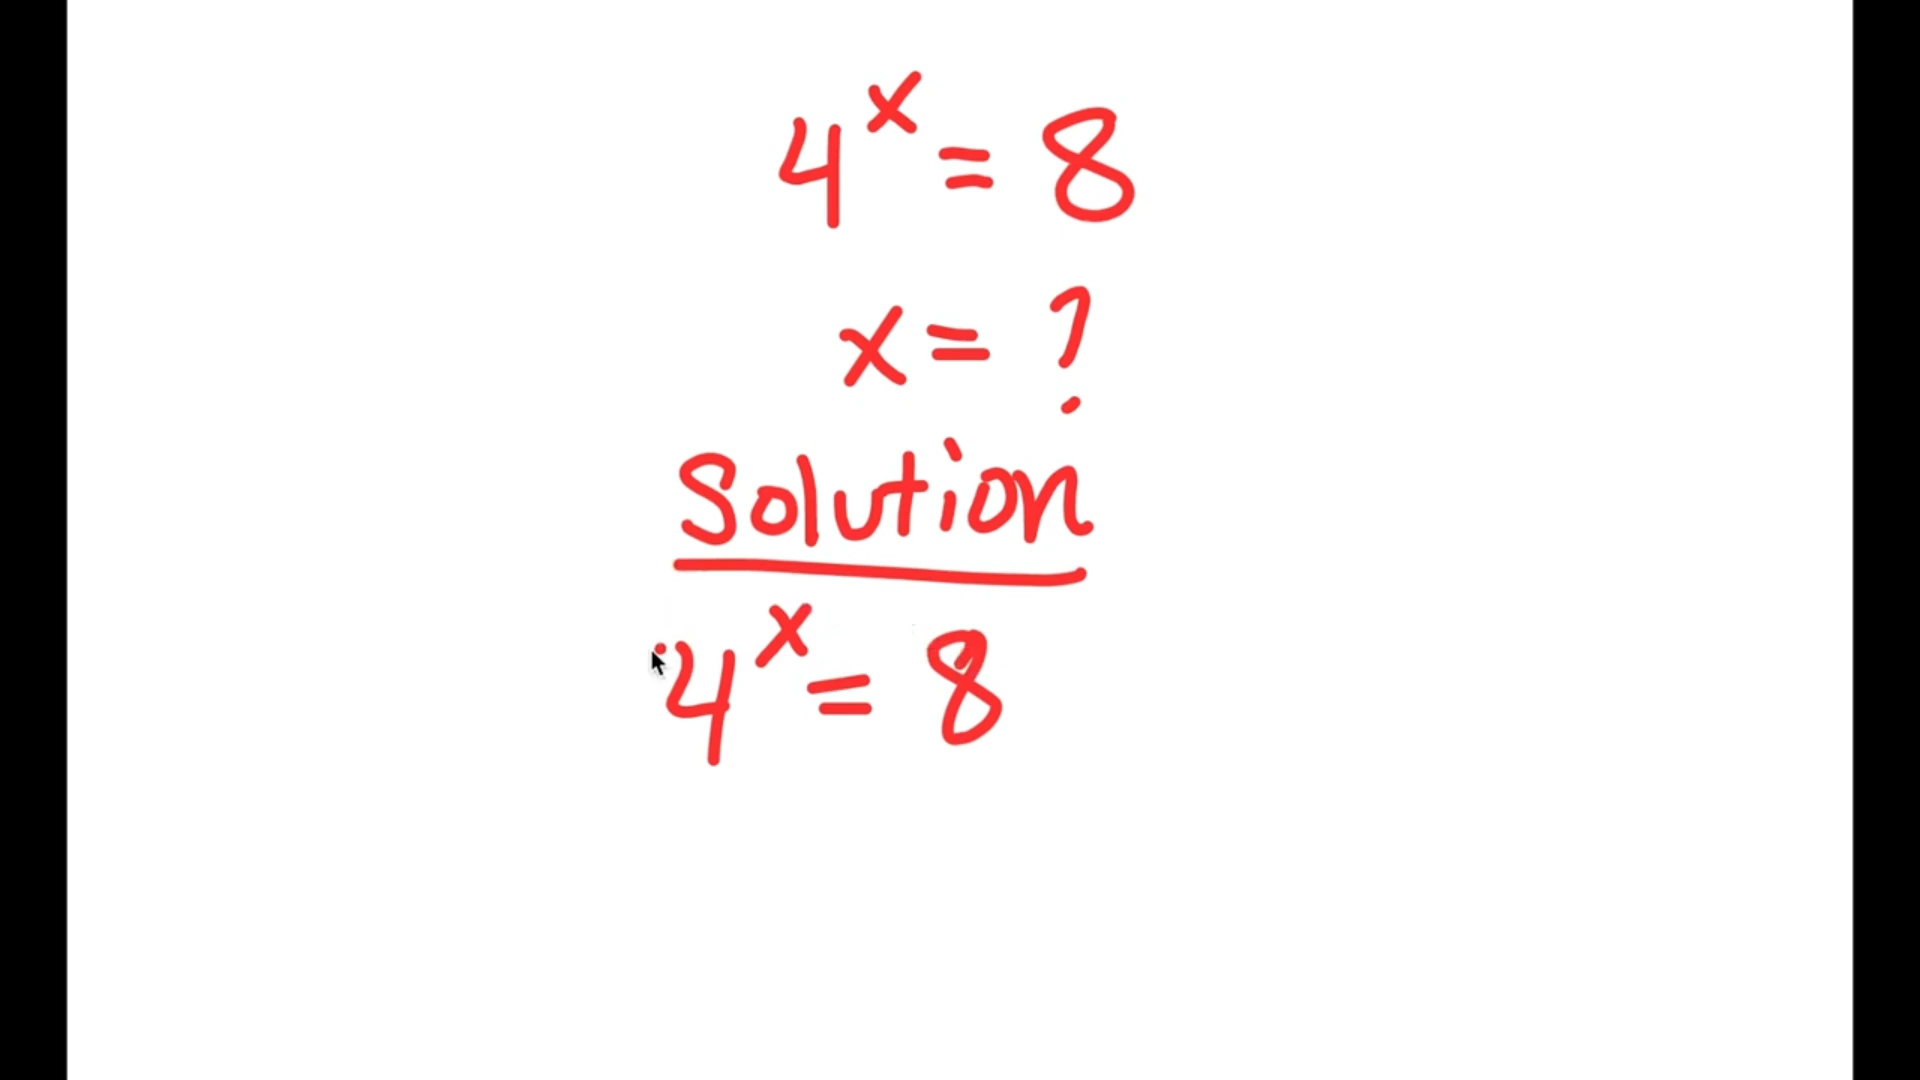 4^x = 8
x = ?
Solution
4^x = 8